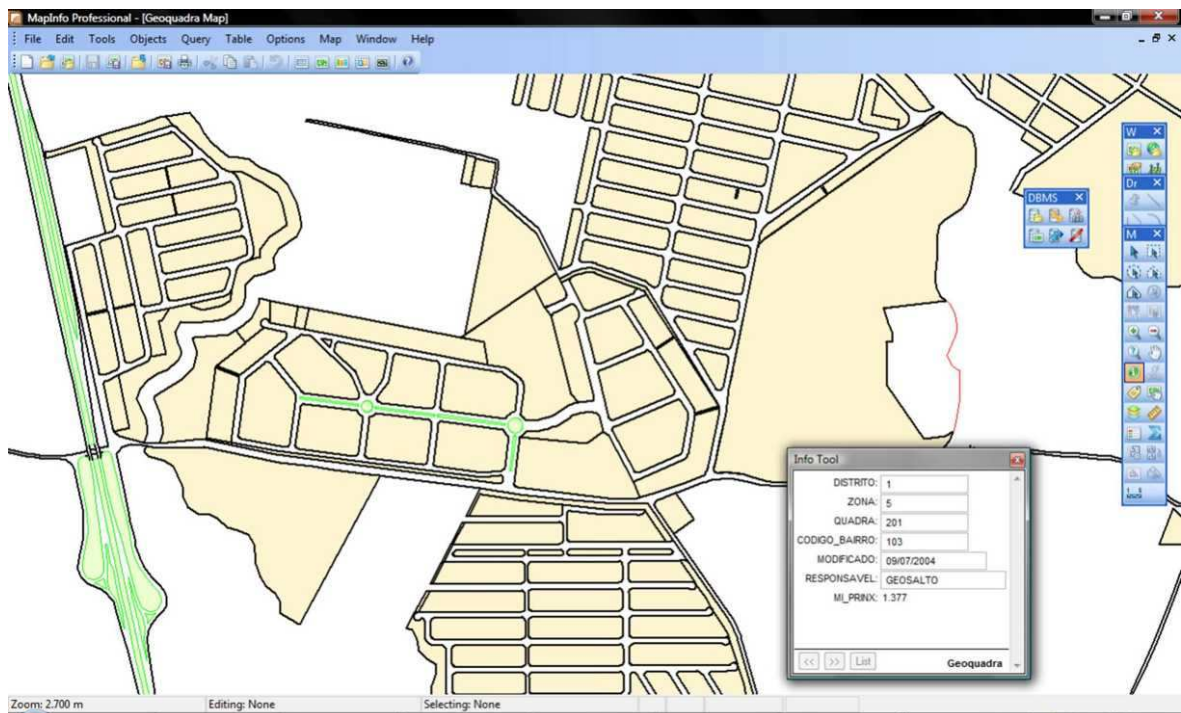 MapInfo Professional - [Geoquadra Map]
File Edit Tools Objects Query Table Options Map Window Help
W
Dr
DBMS
M
Info Tool
DISTRITO: 1
ZONA: 5
QUADRA: 201
CODIGO_BAIRRO: 103
MODIFICADO: 09/07/2004
RESPONSAVEL: GEOSALTO
MI_PRINX: 1.377
<< >> List Geoquadra
Zoom: 2.700 m Editing: None Selecting: None